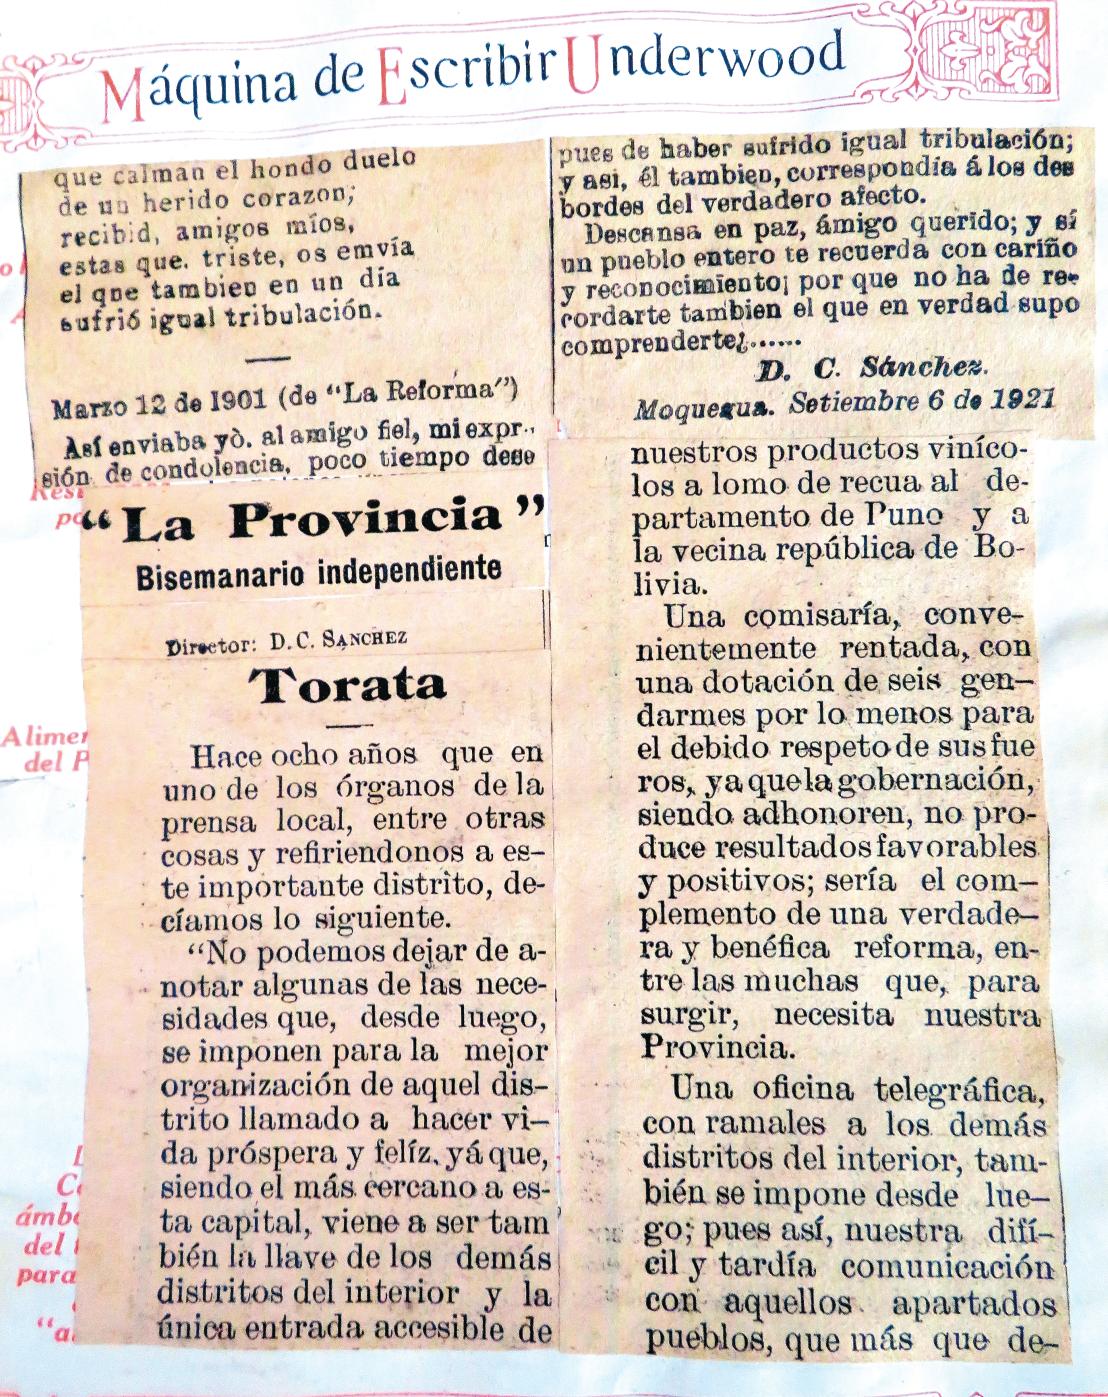 Máquina de Escribir Underwood
que calman el hondo duelo
de un herido corazon;
recibid, amigos míos,
estas que. triste, os emvía
el qne tambien en un día
sufrió igual tribulación.
Marzo 12 de 1901 (de "La Reforma")
Así enviaba yò. al amigo fiel, mi expr-
sión de condolencia, poco tiempo desе
pues de haber sufrido igual tribulación;
y asi, él tambien, correspondía á los des
bordes del verdadero afecto.
Descansa en paz, ámigo querido; y sí
un pueblo entero te recuerda con cariño
y reconocimiento¡ por que no ha de re-
cordarte tambien el que en verdad supo
comprenderte¿......
D. C. Sánchez.
Moquegua. Setiembre 6 de 1921
"La Provincia"
Bisemanario independiente
Director: D.C. SANCHEZ
Torata
Hace ocho años que en
uno de los órganos de la
prensa local, entre otras
cosas y refiriendonos a es-
te importante distrito, de-
cíamos lo siguiente.
"No podemos dejar de a-
notar algunas de las nece-
sidades que, desde luego,
se imponen para la mejor
organización de aquel dis-
trito llamado a hacer vi-
da próspera y felíz, yá que,
siendo el más cercano a es-
ta capital, viene a ser tam
bién la llave de los demás
distritos del interior y la
única entrada accesible de
nuestros productos viníco-
los a lomo de recua al de-
partamento de Puno y a
la vecina república de Bo-
livia.
Una comisaría, conve-
nientemente rentada, con
una dotación de seis gen-
darmes por lo menos para
el debido respeto de sus fue
ros, ya que la gobernación,
siendo adhonoren, no pro-
duce resultados favorables
y positivos; sería el com-
plemento de una verdade-
ra y benéfica reforma, en-
tre las muchas que, para
surgir, necesita nuestra
Provincia.
Una oficina telegráfica,
con ramales a los demás
distritos del interior, tam-
bién se impone desde lue-
go; pues así, nuestra difí-
cil y tardía comunicación
con aquellos apartados
pueblos, que más que de-
Alimer
del P
ámbo
del
para